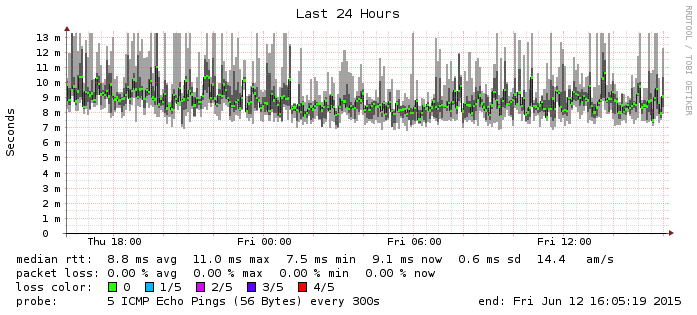 Last 24 Hours
RRDTOOL / TOBI OETIKER
Seconds
13 m
12 m
11 m
10 m
9 m
8 m
7 m
6 m
5 m
4 m
3 m
2 m
1 m
0
Thu 18:00 Fri 00:00 Fri 06:00 Fri 12:00
median rtt: 8.8 ms avg 11.0 ms max 7.5 ms min 9.1 ms now 0.6 ms sd 14.4 am/s
packet loss: 0.00 % avg 0.00 % max 0.00 % min 0.00 % now
loss color: 0 1/5 2/5 3/5 4/5
probe: 5 ICMP Echo Pings (56 Bytes) every 300s end: Fri Jun 12 16:05:19 2015